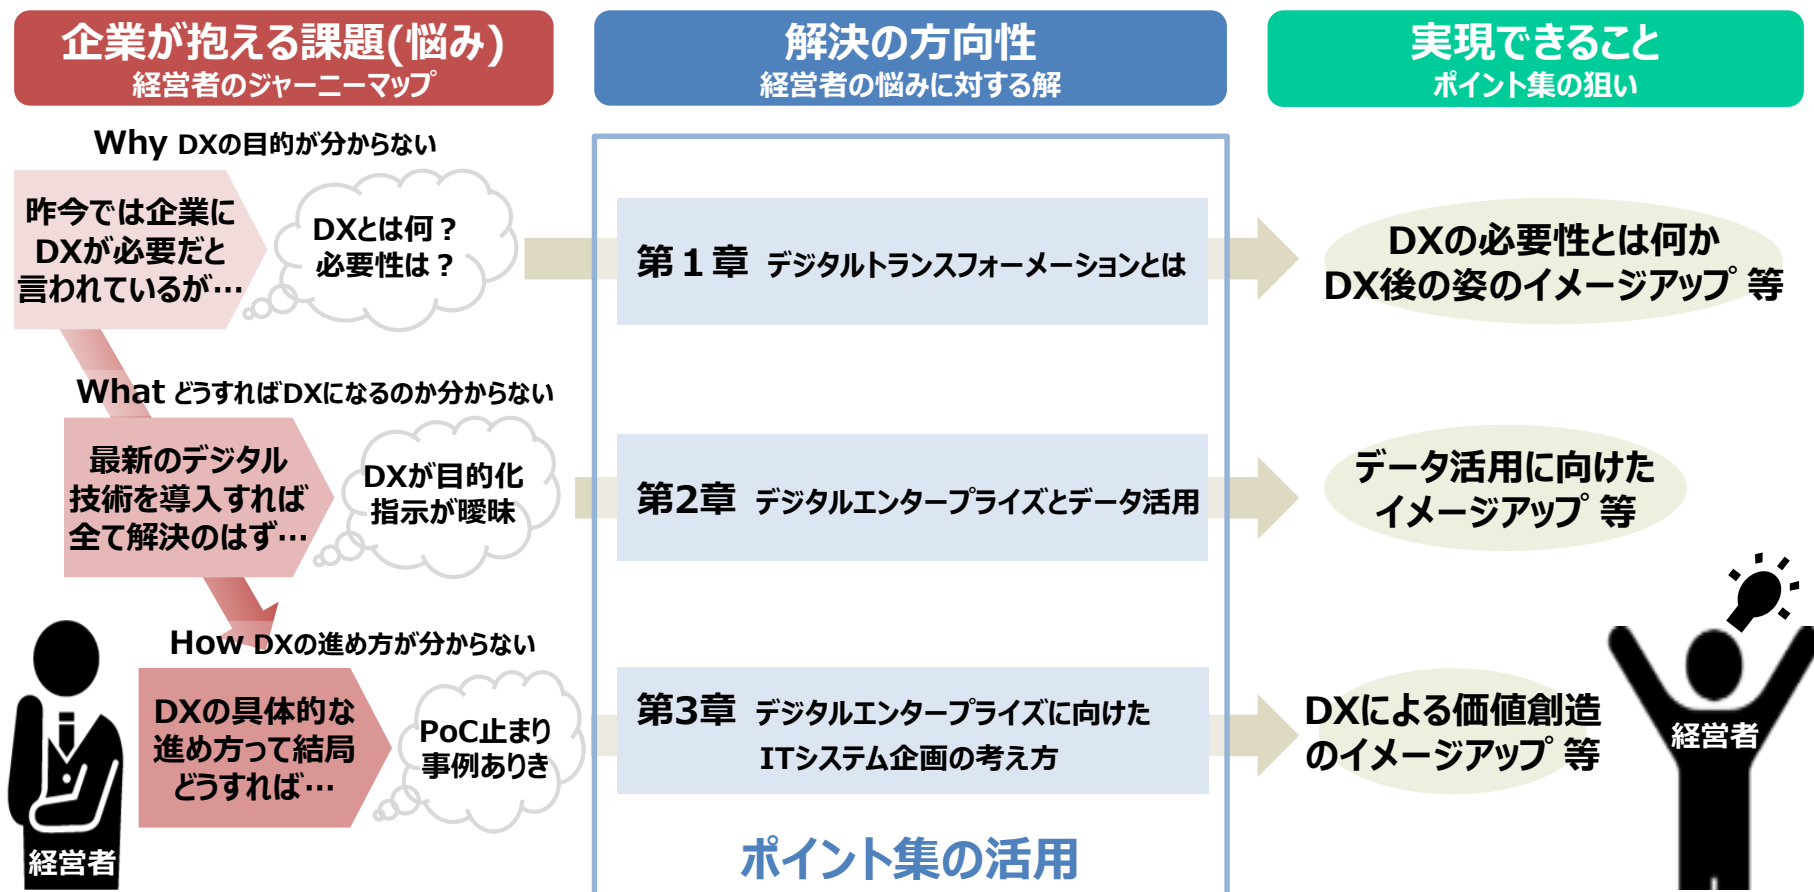 企業が抱える課題(悩み)
経営者のジャーニーマップ
解決の方向性
経営者の悩みに対する解
実現できること
ポイント集の狙い
Why DXの目的が分からない
昨今では企業に
DXが必要だと
言われているが…
DXとは何？
必要性は？
第１章 デジタルトランスフォーメーションとは
DXの必要性とは何か
DX後の姿のイメージアップ 等
What どうすればDXになるのか分からない
最新のデジタル
技術を導入すれば
全て解決のはず…
DXが目的化
指示が曖昧
第2章 デジタルエンタープライズとデータ活用
データ活用に向けた
イメージアップ 等
How DXの進め方が分からない
DXの具体的な
進め方って結局
どうすれば…
PoC止まり
事例ありき
第3章 デジタルエンタープライズに向けた
ITシステム企画の考え方
DXによる価値創造
のイメージアップ 等
経営者
経営者
ポイント集の活用